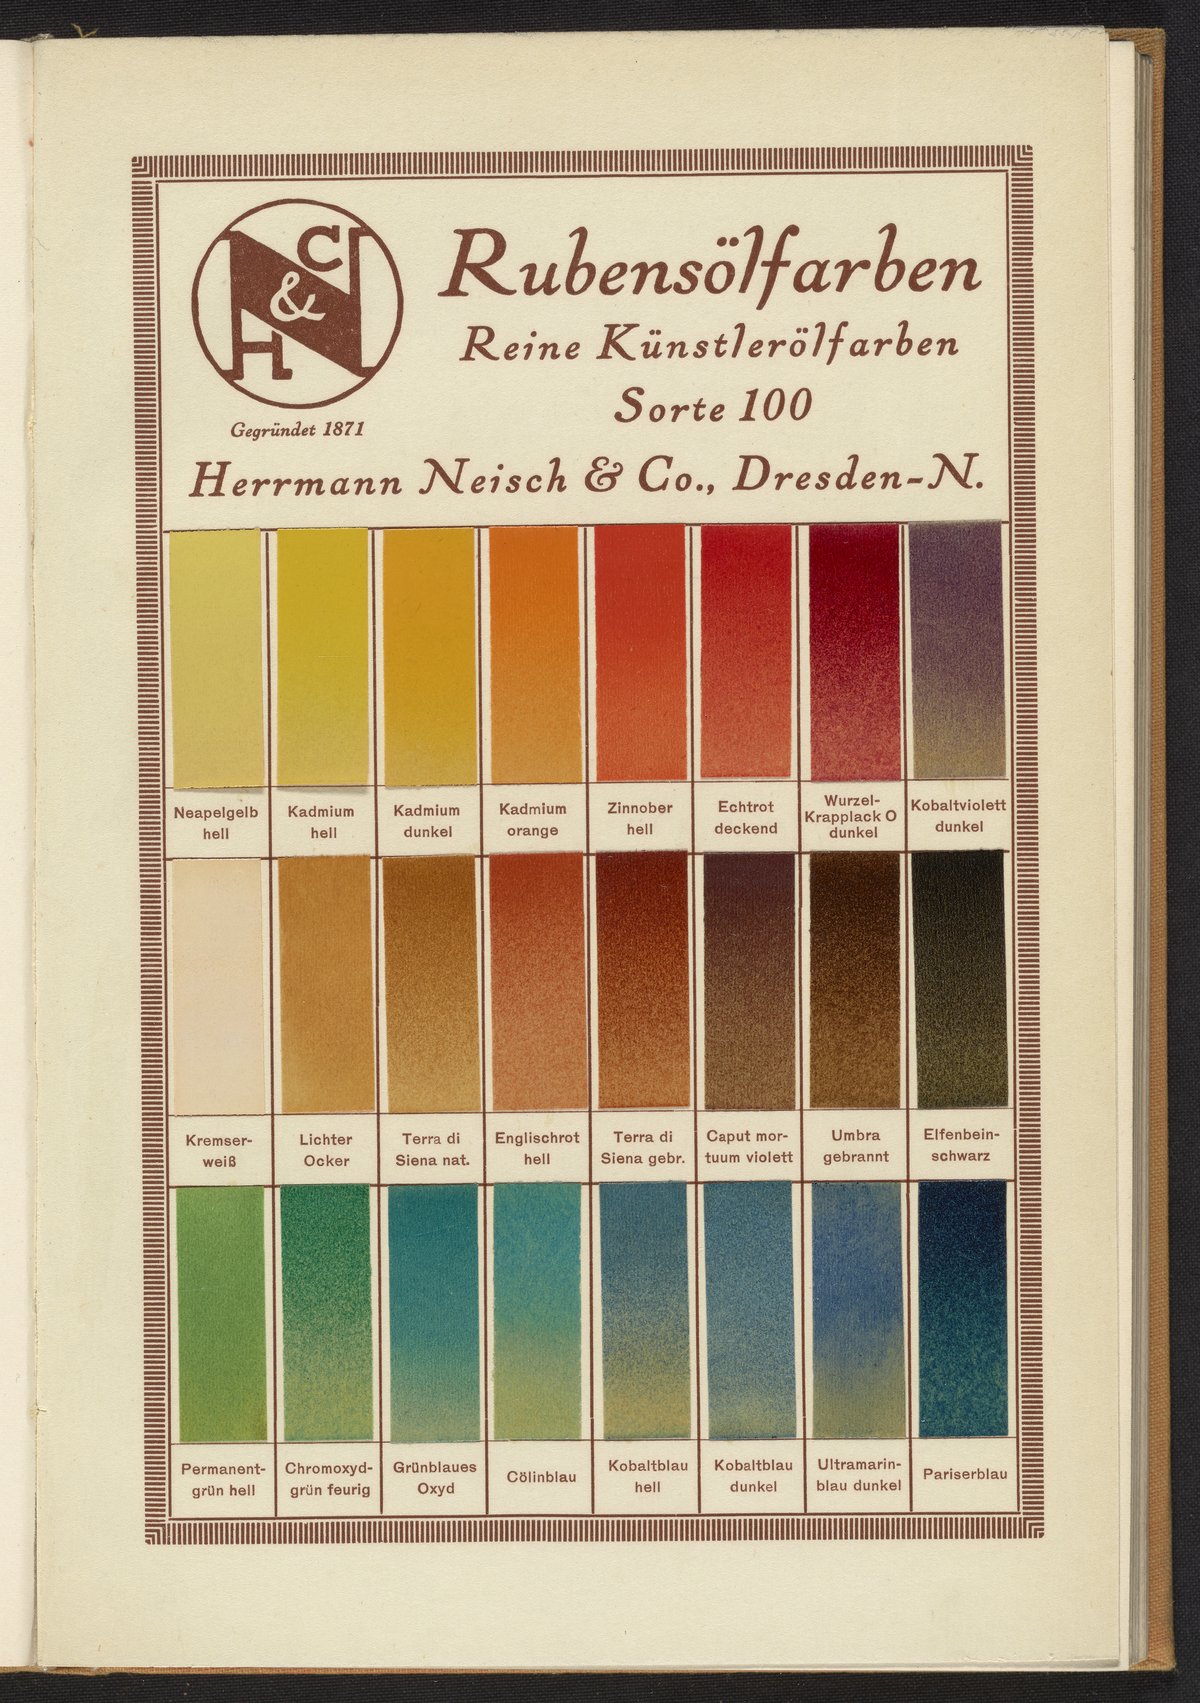 C
&
H
N
Gegründet 1871
Rubensölfarben
Reine Künstlerölfarben
Sorte 100
Herrmann Neisch & Co., Dresden-N.
Neapelgelb
hell
Kadmium
hell
Kadmium
dunkel
Kadmium
orange
Zinnober
hell
Echtrot
deckend
Wurzel-
Krapplack O
dunkel
Kobaltviolett
dunkel
Kremser-
weiß
Lichter
Ocker
Terra di
Siena nat.
Englischrot
hell
Terra di
Siena gebr.
Caput mor-
tuum violett
Umbra
gebrannt
Elfenbein-
schwarz
Permanent-
grün hell
Chromoxyd-
grün feurig
Grünblaues
Oxyd
Cölinblau
Kobaltblau
hell
Kobaltblau
dunkel
Ultramarin-
blau dunkel
Pariserblau